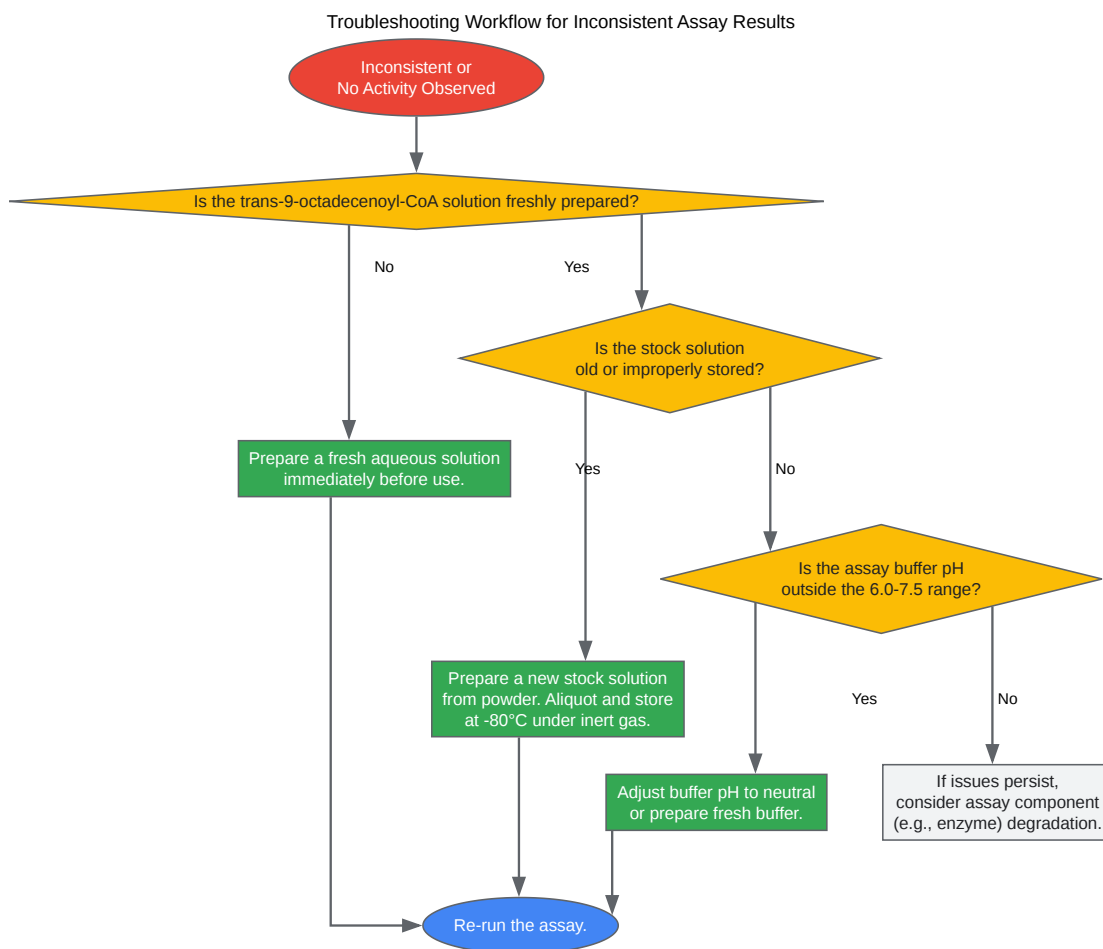 Troubleshooting Workflow for Inconsistent Assay Results
Inconsistent or
No Activity Observed
Is the trans-9-octadecenoyl-CoA solution freshly prepared?
No
Yes
Is the stock solution
old or improperly stored?
Prepare a fresh aqueous solution
immediately before use.
Yes
No
Is the assay buffer pH
outside the 6.0-7.5 range?
Prepare a new stock solution
from powder. Aliquot and store
at -80°C under inert gas.
Yes
No
Adjust buffer pH to neutral
or prepare fresh buffer.
If issues persist,
consider assay component
(e.g., enzyme) degradation.
Re-run the assay.